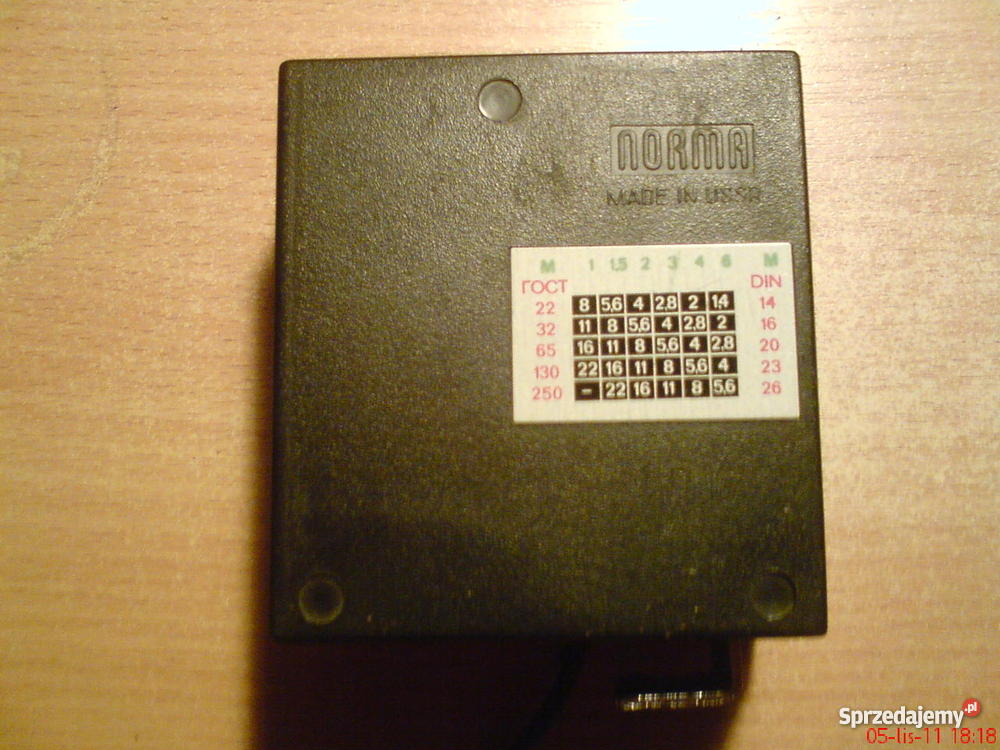 NORMA
MADE IN USSR
М 1 1,5 2 3 4 6 М
ГОСТ DIN
22 8 5,6 4 2,8 2 1,4 14
32 11 8 5,6 4 2,8 2 16
65 16 11 8 5,6 4 2,8 20
130 22 16 11 8 5,6 4 23
250 – 22 16 11 8 5,6 26
Sprzedajemy.pl
05-lis-11 18:18